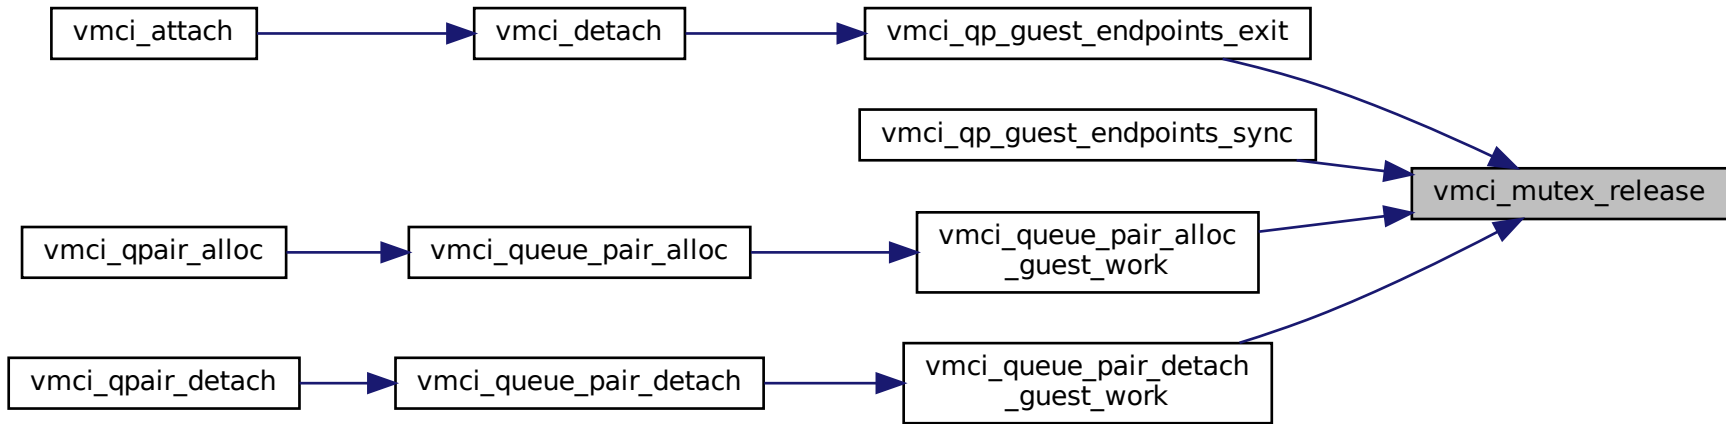 vmci_attach
vmci_detach
vmci_qp_guest_endpoints_exit
vmci_qp_guest_endpoints_sync
vmci_mutex_release
vmci_qpair_alloc
vmci_queue_pair_alloc
vmci_queue_pair_alloc
_guest_work
vmci_qpair_detach
vmci_queue_pair_detach
vmci_queue_pair_detach
_guest_work